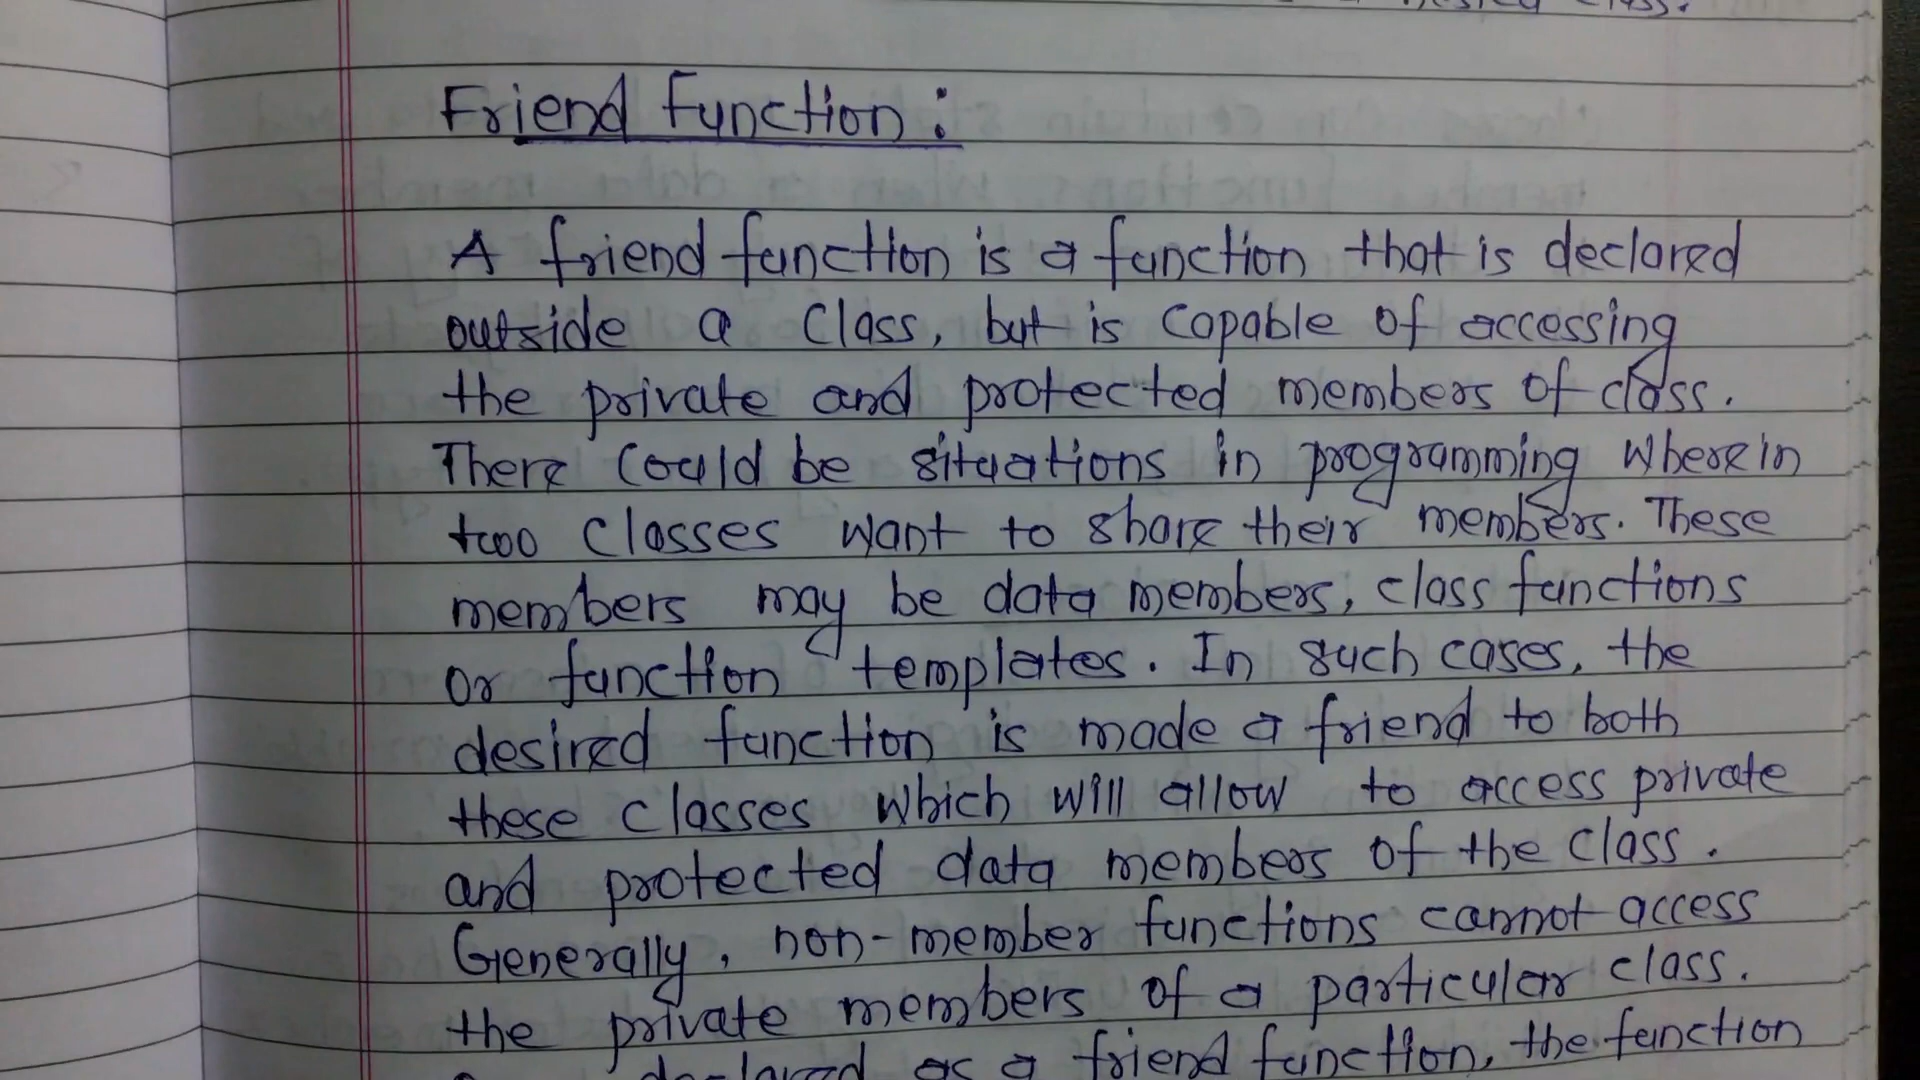 class.
Friend Function :
A friend function is a function that is declared
outside a class, but is capable of accessing
the private and protected members of class.
There could be situations in programming wherein
two classes want to share their members. These
members may be data members, class functions
or function templates. In such cases, the
desired function is made a friend to both
these classes which will allow to access private
and protected data members of the class.
Generally, non-member functions cannot access
the private members of a particular class.
declared as a friend function, the function